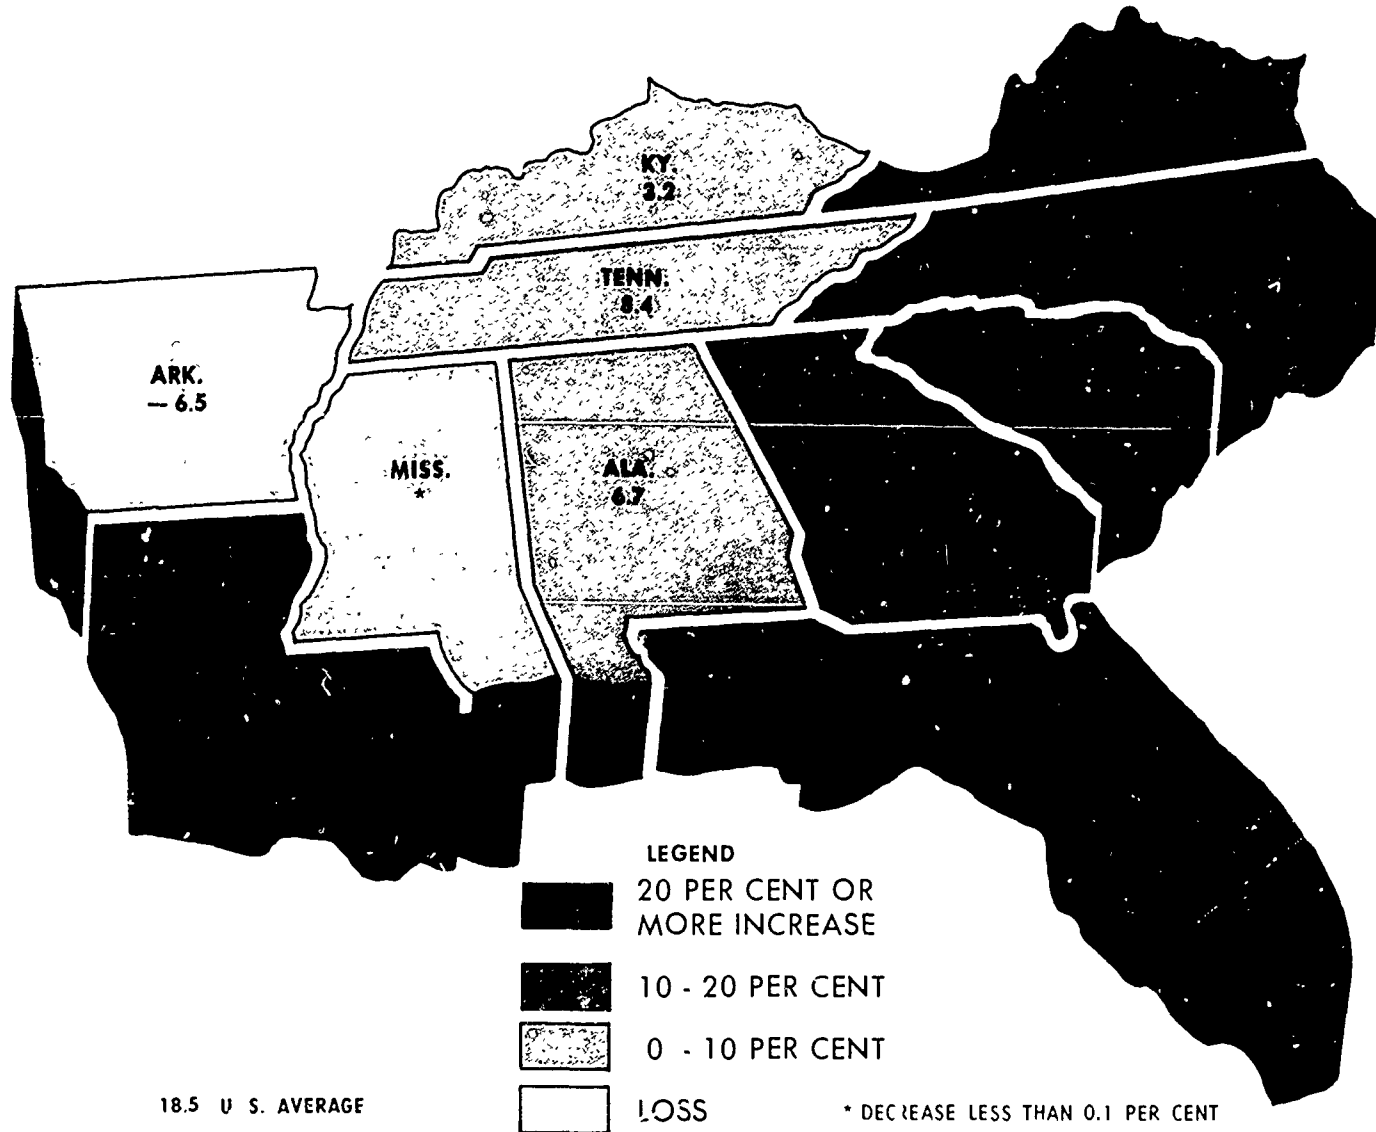 KY.
3.2
TENN.
8.4
ARK.
— 6.5
MISS.
*
ALA.
6.7
LEGEND
20 PER CENT OR
MORE INCREASE
10 - 20 PER CENT
0 - 10 PER CENT
LOSS
18.5 U S. AVERAGE
* DECREASE LESS THAN 0.1 PER CENT